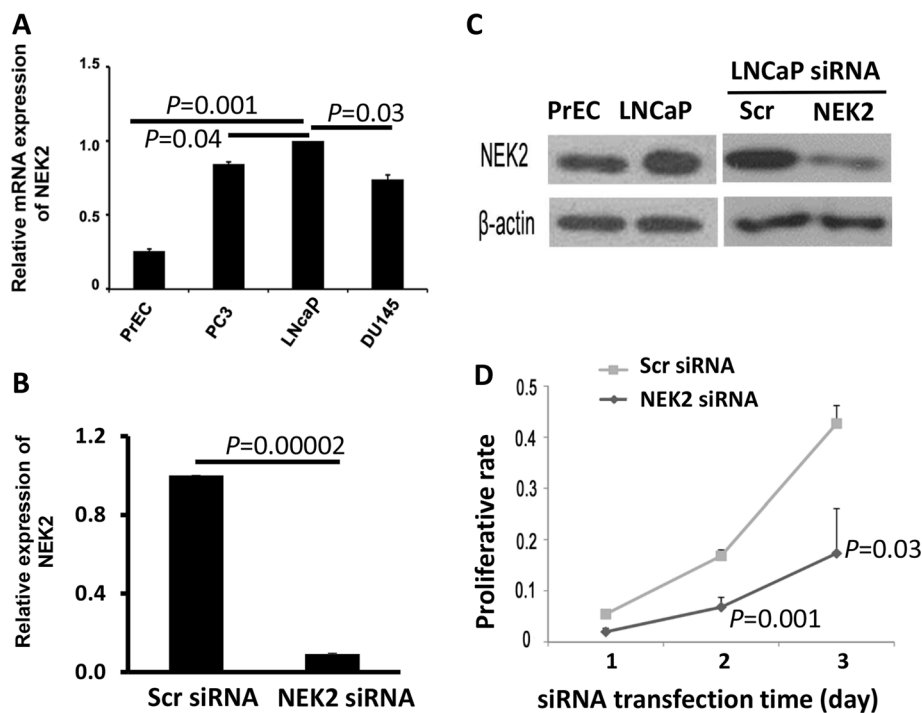 A
Relative mRNA expression
of NEK2
1.5
1.0
0.5
0
P=0.001
P=0.03
P=0.04
PrEC
PC3
LNcaP
DU145
B
Relative expression of
NEK2
1.2
0.8
0.4
0.0
P=0.00002
Scr siRNA
NEK2 siRNA
C
LNCaP siRNA
PrEC LNCaP
Scr NEK2
NEK2
β-actin
D
Scr siRNA
NEK2 siRNA
Proliferative rate
0.5
0.4
0.3
0.2
0.1
0
P=0.03
P=0.001
1 2 3
siRNA transfection time (day)